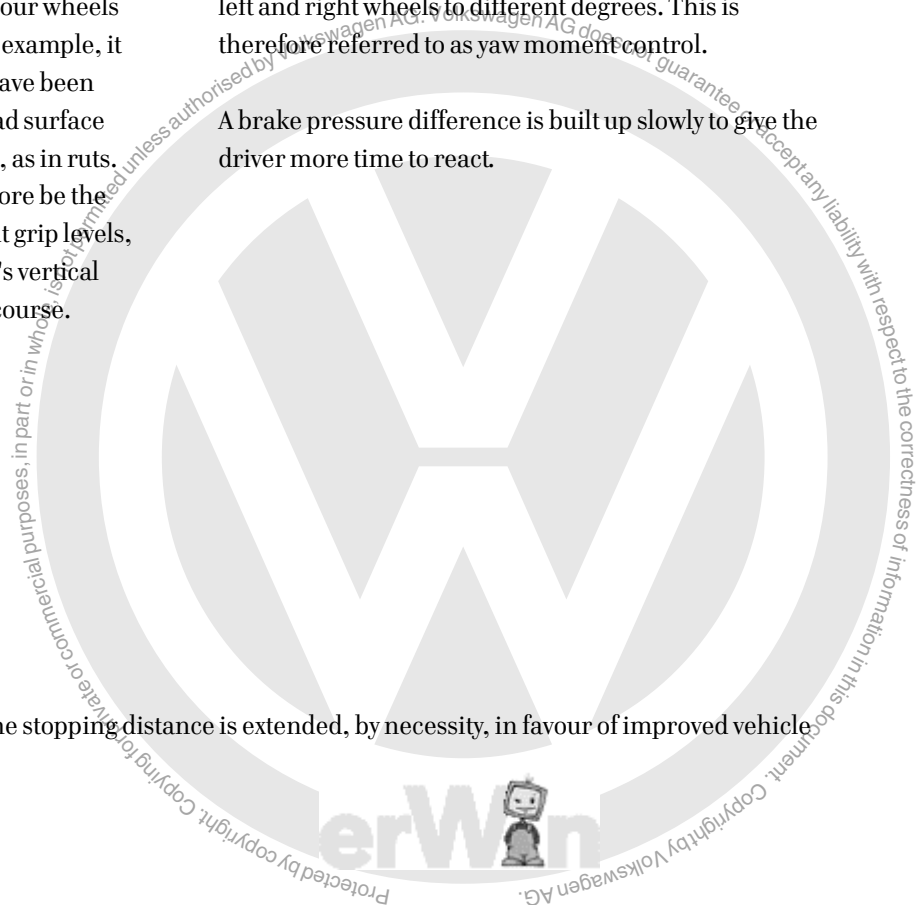 our wheels
example, it
ave been
ad surface
, as in ruts.
ore be the
t grip levels,
's vertical
course.
left and right wheels to different degrees. This is
therefore referred to as yaw moment control.
A brake pressure difference is built up slowly to give the
driver more time to react.
ne stopping distance is extended, by necessity, in favour of improved vehicle
erWin
Protected by copyright. Copying for private or commercial purposes, in part or in whole, is not permitted unless authorised by Volkswagen AG. Volkswagen AG does not guarantee or accept any liability with respect to the correctness of information in this document. Copyright by Volkswagen AG.